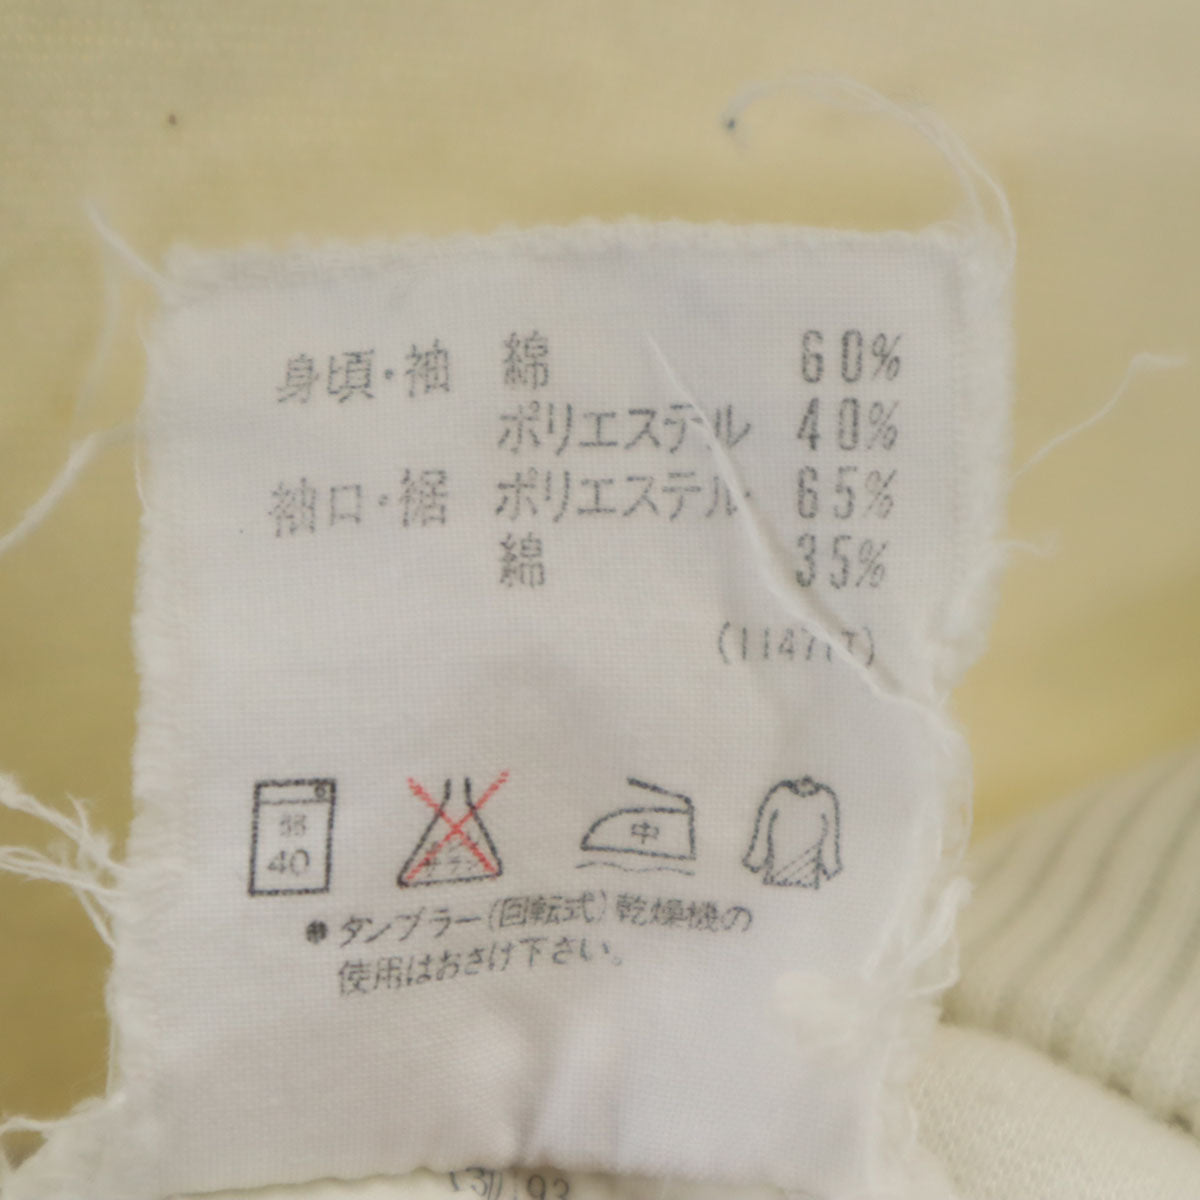 身頃・袖 綿 60%
ポリエステル 40%
袖口・裾 ポリエステル 65%
綿 35%
弱
40
中
●タンブラー(回転式)乾燥機の
使用はおさけ下さい。